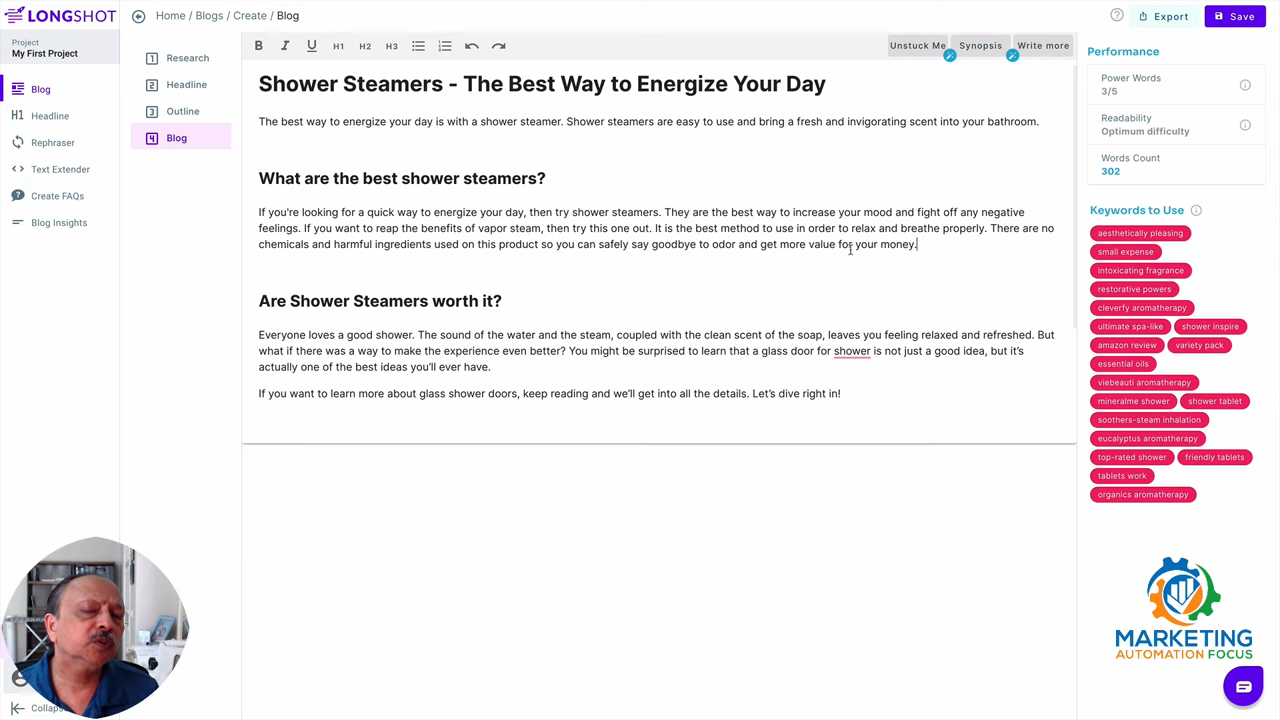 LONGSHOT
Home / Blogs / Create / Blog
Export
Save
Project
My First Project
Blog
Headline
Rephraser
Text Extender
Create FAQs
Blog Insights
Collaps
1 Research
2 Headline
3 Outline
4 Blog
B I U H1 H2 H3
Unstuck Me
Synopsis
Write more
Shower Steamers - The Best Way to Energize Your Day
The best way to energize your day is with a shower steamer. Shower steamers are easy to use and bring a fresh and invigorating scent into your bathroom.
What are the best shower steamers?
If you're looking for a quick way to energize your day, then try shower steamers. They are the best way to increase your mood and fight off any negative
feelings. If you want to reap the benefits of vapor steam, then try this one out. It is the best method to use in order to relax and breathe properly. There are no
chemicals and harmful ingredients used on this product so you can safely say goodbye to odor and get more value for your money.
Are Shower Steamers worth it?
Everyone loves a good shower. The sound of the water and the steam, coupled with the clean scent of the soap, leaves you feeling relaxed and refreshed. But
what if there was a way to make the experience even better? You might be surprised to learn that a glass door for shower is not just a good idea, but it's
actually one of the best ideas you'll ever have.
If you want to learn more about glass shower doors, keep reading and we'll get into all the details. Let's dive right in!
Performance
Power Words
3/5
Readability
Optimum difficulty
Words Count
302
Keywords to Use
aesthetically pleasing
small expense
intoxicating fragrance
restorative powers
cleverfy aromatherapy
ultimate spa-like
shower inspire
amazon review
variety pack
essential oils
viebeauti aromatherapy
mineralme shower
shower tablet
soothers-steam inhalation
eucalyptus aromatherapy
top-rated shower
friendly tablets
tablets work
organics aromatherapy
MARKETING
AUTOMATION FOCUS